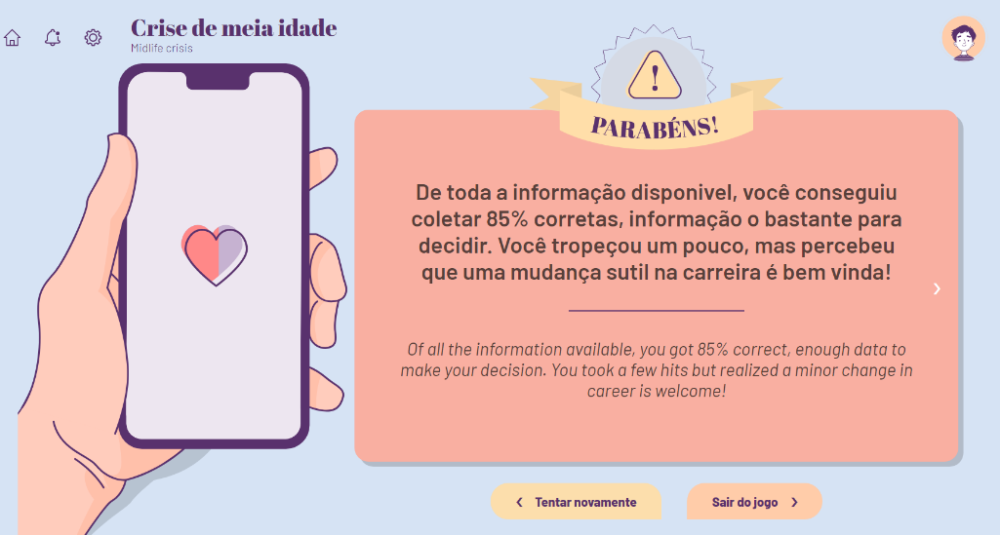 Crise de meia idade
Midlife crisis
PARABÉNS!
De toda a informação disponivel, você conseguiu
coletar 85% corretas, informação o bastante para
decidir. Você tropeçou um pouco, mas percebeu
que uma mudança sutil na carreira é bem vinda!
Of all the information available, you got 85% correct, enough data to
make your decision. You took a few hits but realized a minor change in
career is welcome!
Tentar novamente
Sair do jogo